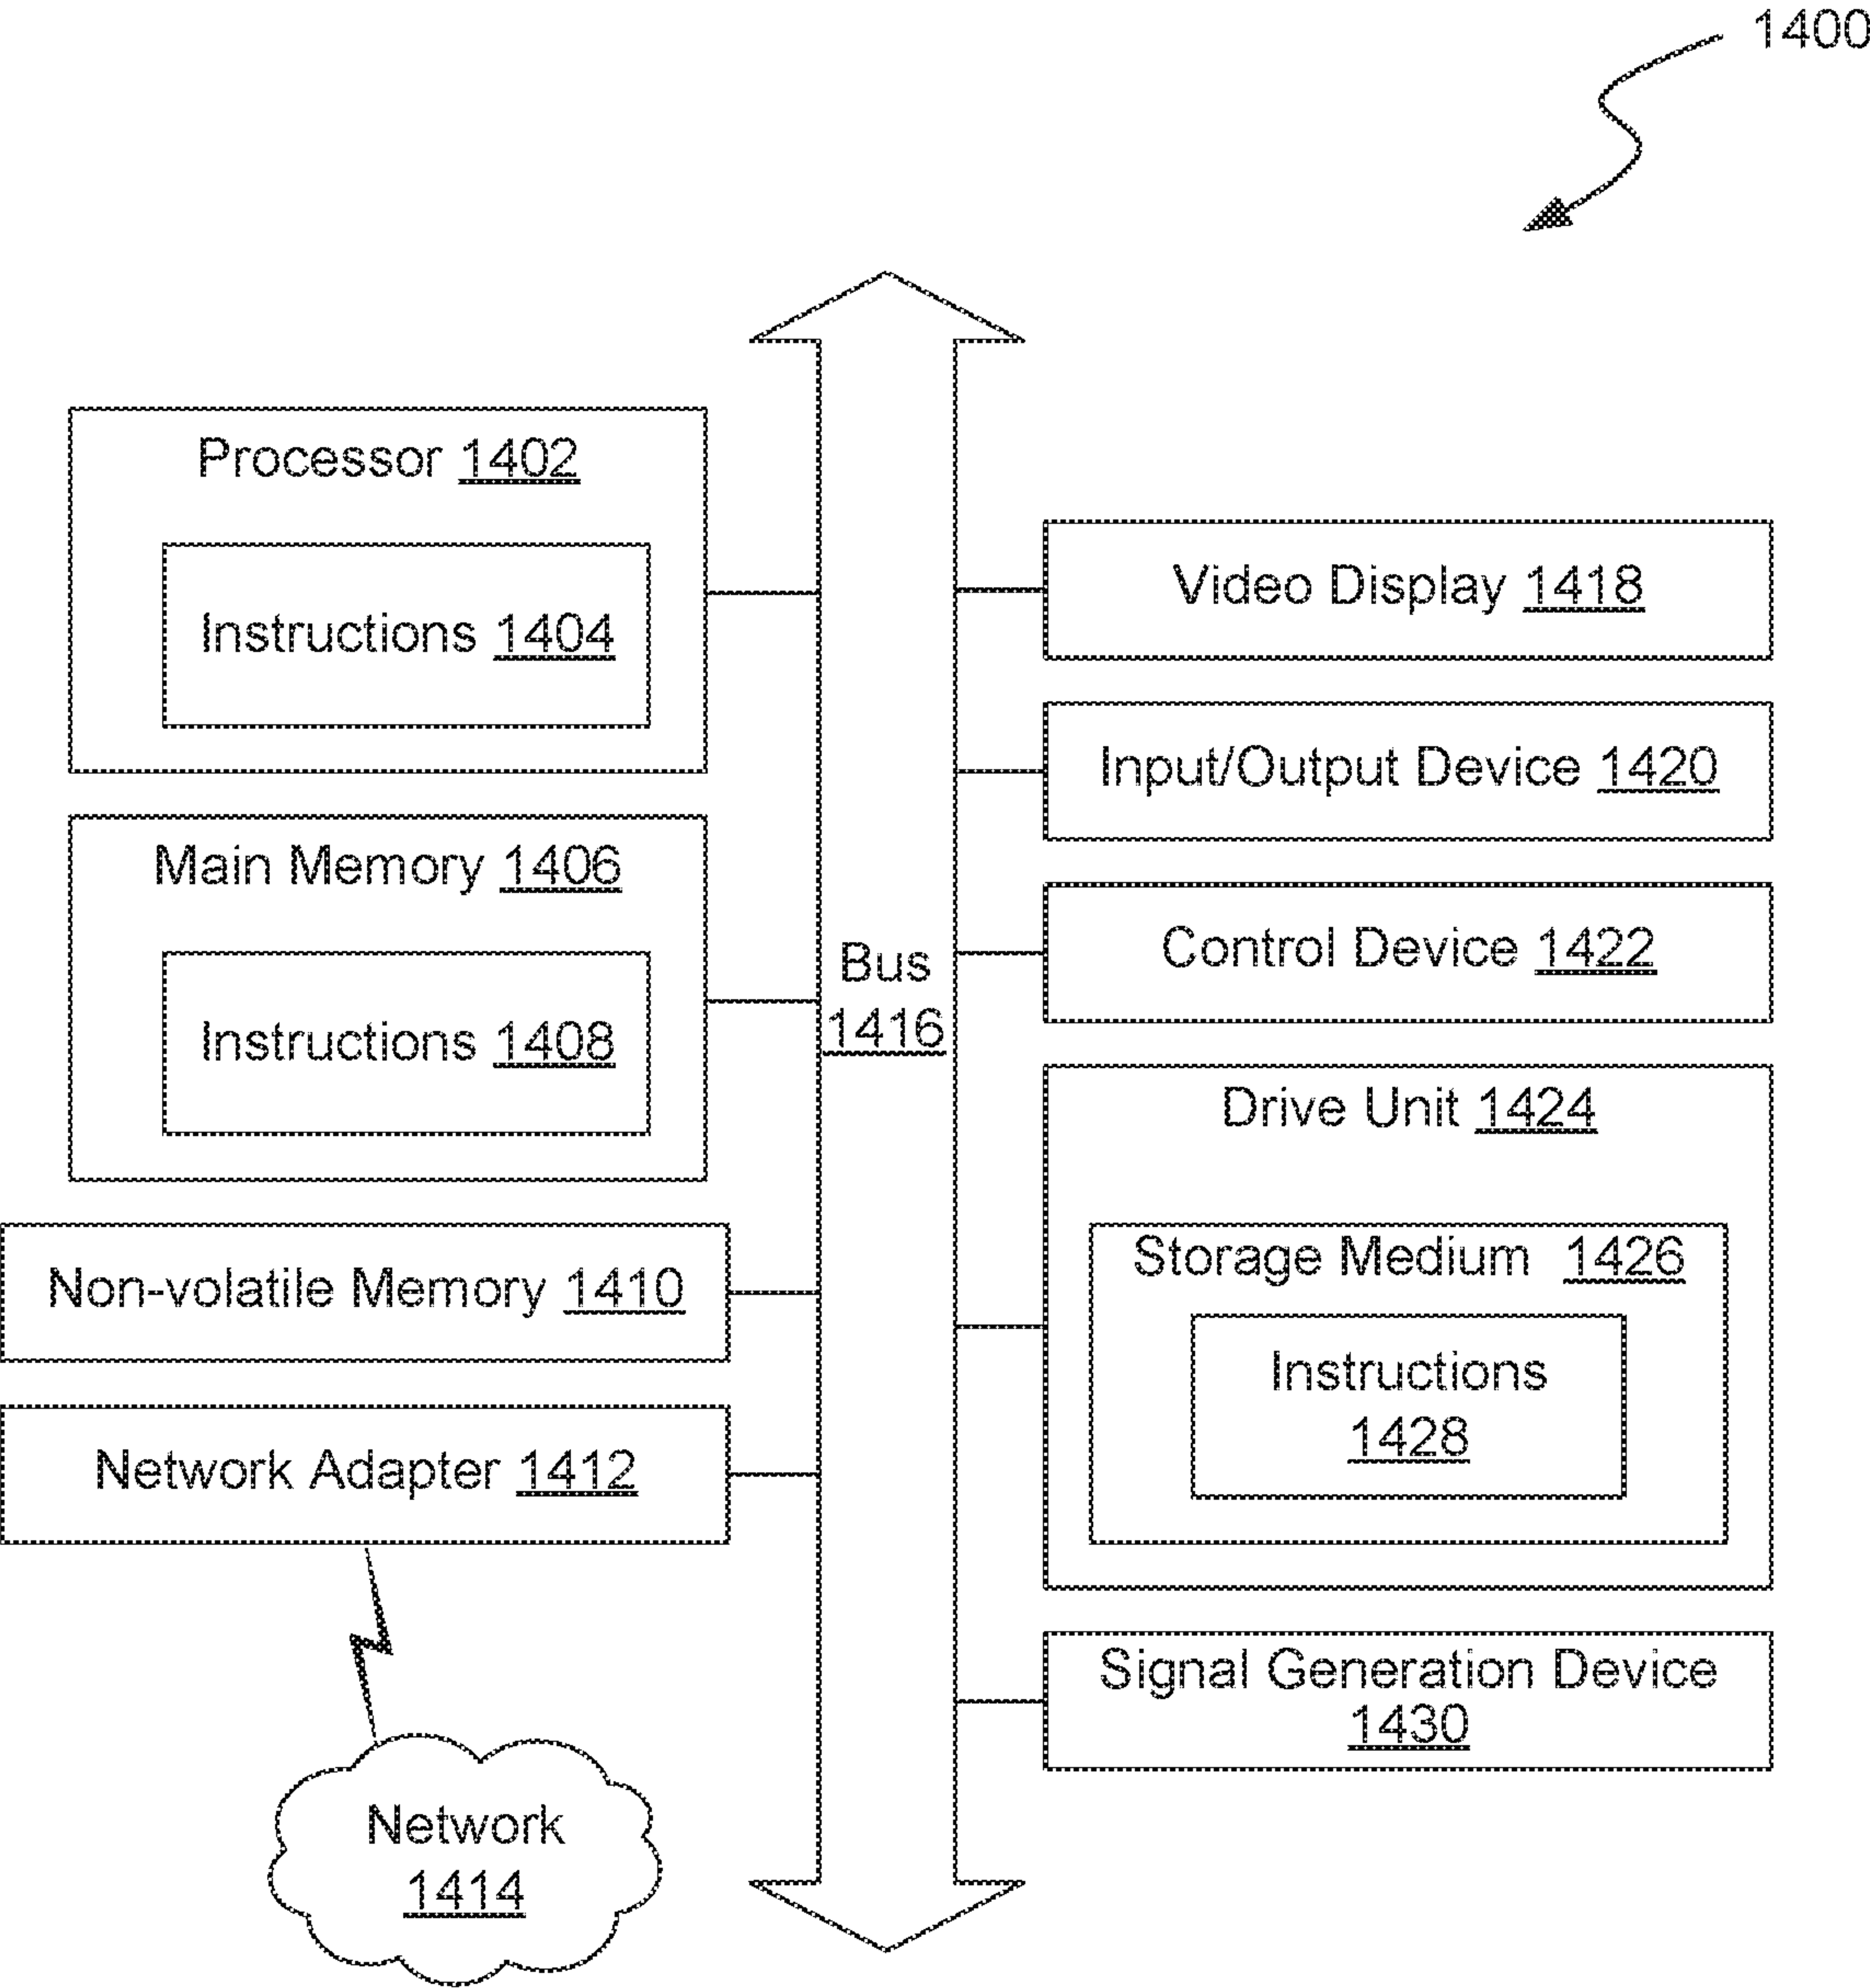 1400
Processor 1402
Instructions 1404
Main Memory 1406
Instructions 1408
Non-volatile Memory 1410
Network Adapter 1412
Network
1414
Bus
1416
Video Display 1418
Input/Output Device 1420
Control Device 1422
Drive Unit 1424
Storage Medium 1426
Instructions
1428
Signal Generation Device
1430